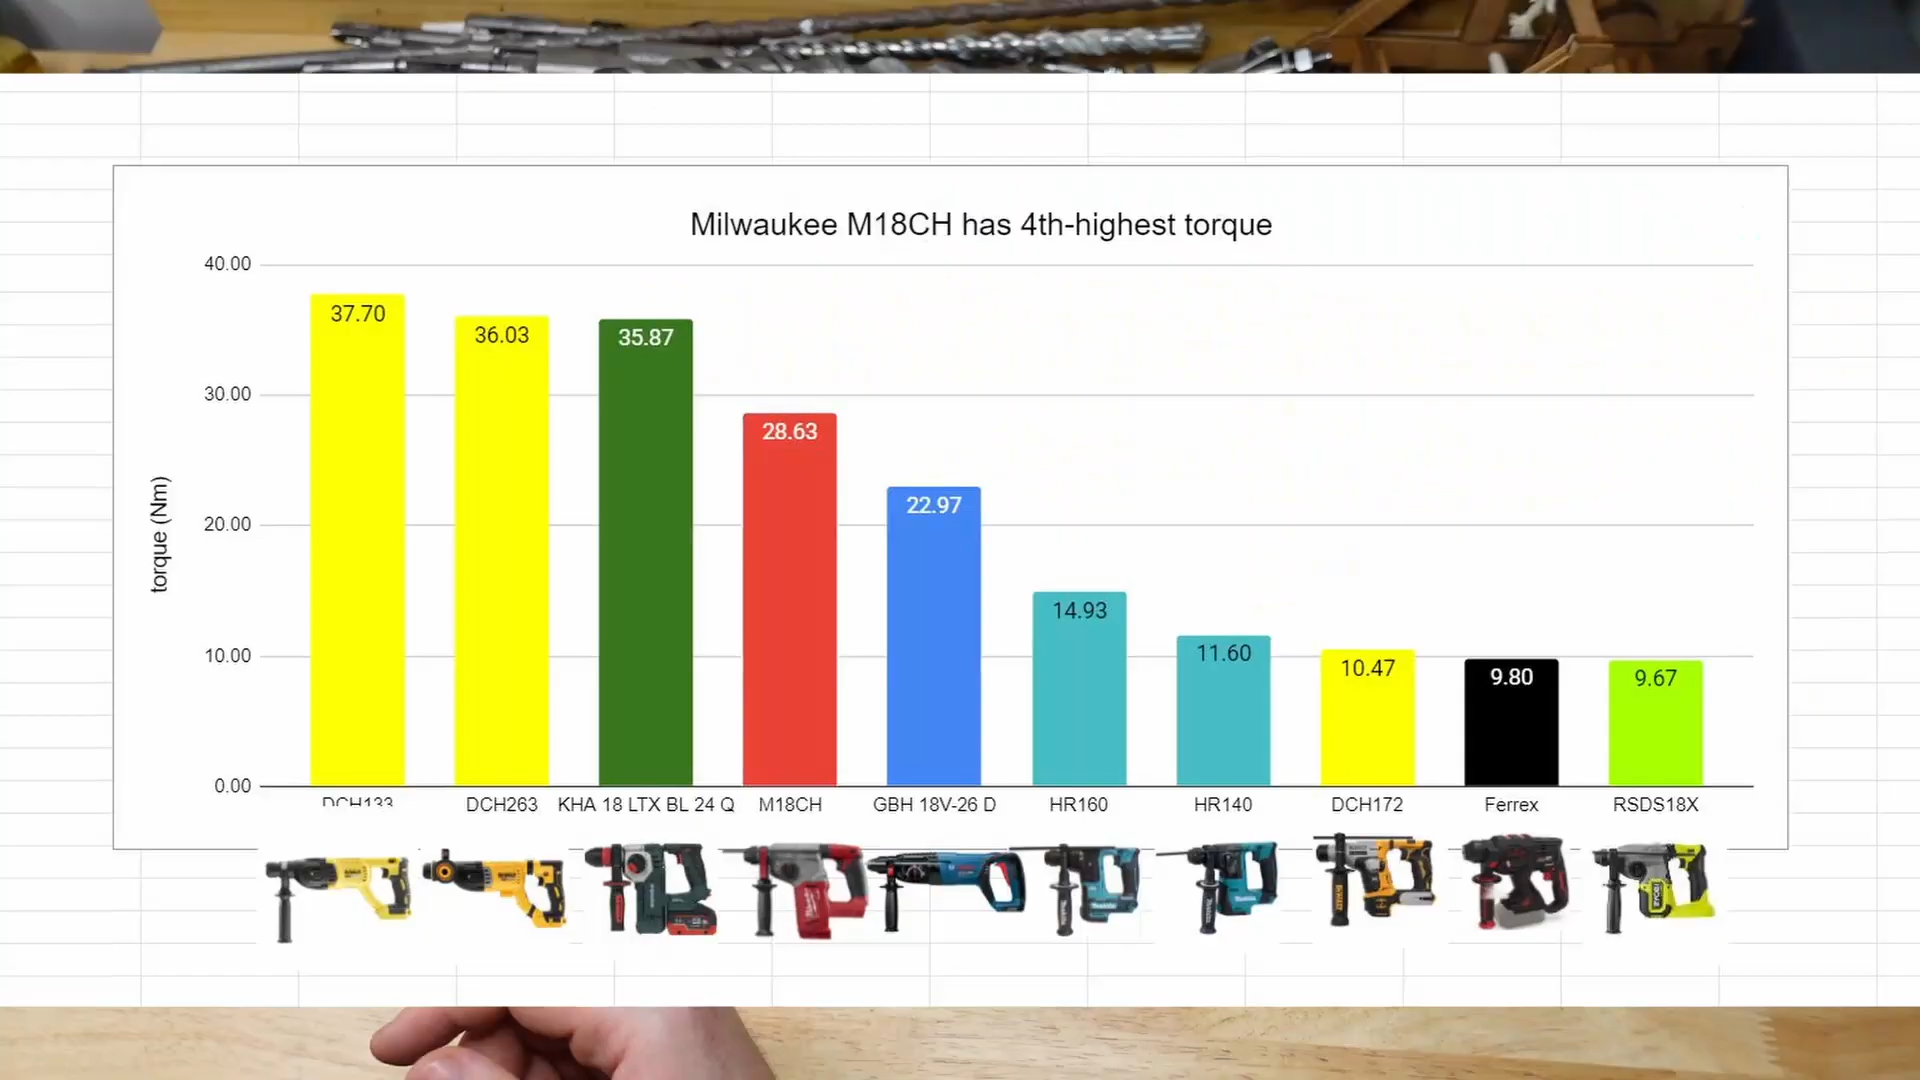 Milwaukee M18CH has 4th-highest torque
40.00
30.00
20.00
10.00
0.00
torque (Nm)
37.70
36.03
35.87
28.63
22.97
14.93
11.60
10.47
9.80
9.67
DCH133
DCH263
KHA 18 LTX BL 24 Q
M18CH
GBH 18V-26 D
HR160
HR140
DCH172
Ferrex
RSDS18X